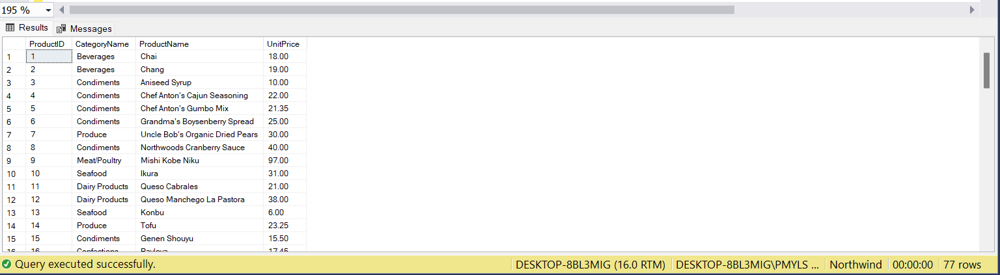 195 %
Results Messages
ProductID CategoryName ProductName UnitPrice
1 1 Beverages Chai 18.00
2 2 Beverages Chang 19.00
3 3 Condiments Aniseed Syrup 10.00
4 4 Condiments Chef Anton's Cajun Seasoning 22.00
5 5 Condiments Chef Anton's Gumbo Mix 21.35
6 6 Condiments Grandma's Boysenberry Spread 25.00
7 7 Produce Uncle Bob's Organic Dried Pears 30.00
8 8 Condiments Northwoods Cranberry Sauce 40.00
9 9 Meat/Poultry Mishi Kobe Niku 97.00
10 10 Seafood Ikura 31.00
11 11 Dairy Products Queso Cabrales 21.00
12 12 Dairy Products Queso Manchego La Pastora 38.00
13 13 Seafood Konbu 6.00
14 14 Produce Tofu 23.25
15 15 Condiments Genen Shouyu 15.50
16 16 Confections Pavlova 17.45
Query executed successfully. DESKTOP-8BL3MIG (16.0 RTM) DESKTOP-8BL3MIG\PMYLS ... Northwind 00:00:00 77 rows